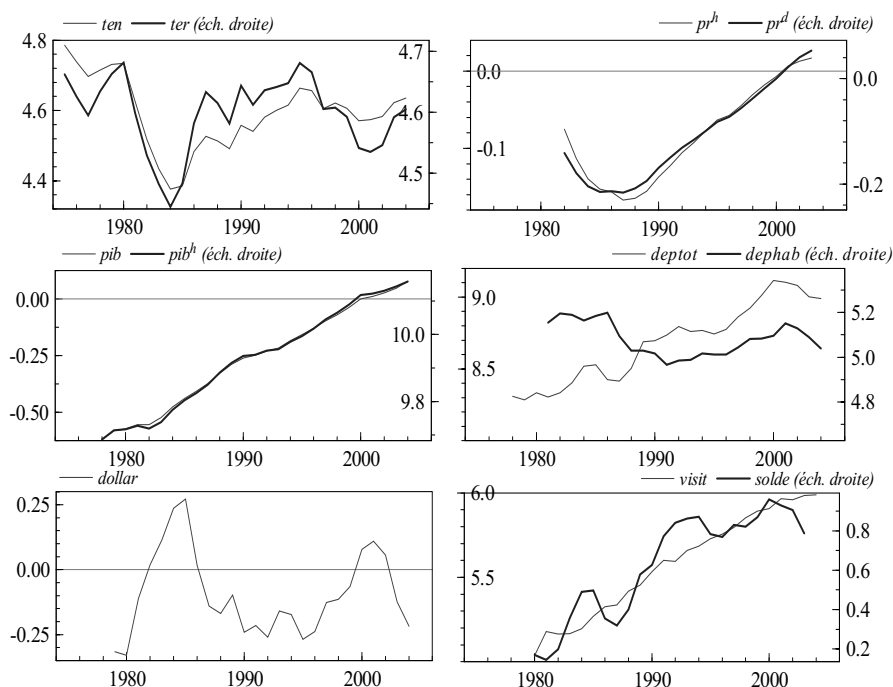 ten ter (éch. droite)
4.8
4.6
4.4
4.7
4.6
4.5
1980 1990 2000
prʰ prᵈ (éch. droite)
0.0
-0.1
0.0
-0.2
1980 1990 2000
pib pibʰ (éch. droite)
0.00
-0.25
-0.50
10.0
9.8
1980 1990 2000
deptot dephab (éch. droite)
9.0
8.5
5.2
5.0
4.8
1980 1990 2000
dollar
0.25
0.00
-0.25
1980 1990 2000
visit solde (éch. droite)
6.0
5.5
0.8
0.6
0.4
0.2
1980 1990 2000